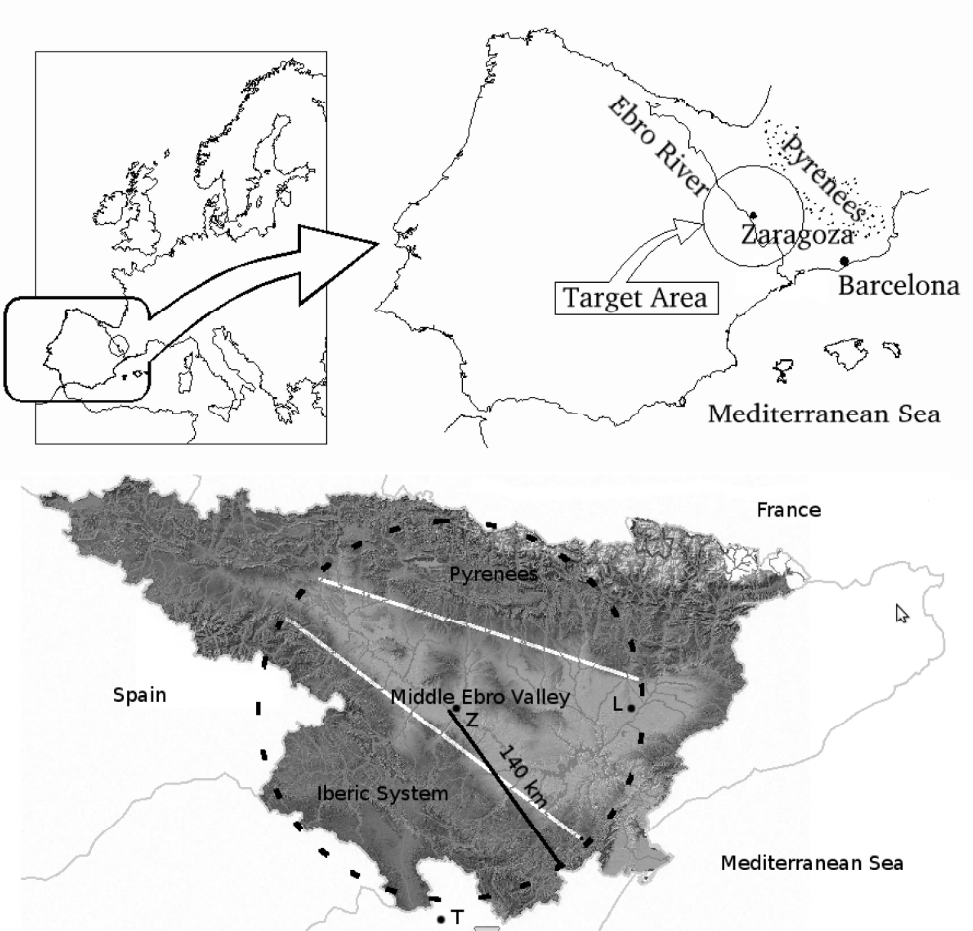 Ebro River
Pyrenees
Zaragoza
Target Area
Barcelona
Mediterranean Sea
France
Pyrenees
Spain
Middle Ebro Valley
L
Z
140 km
Iberic System
Mediterranean Sea
T